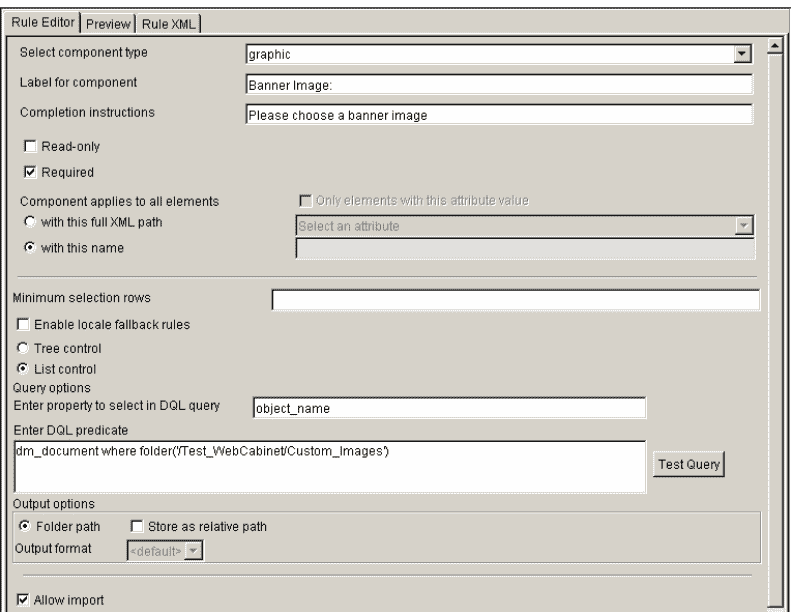 Rule Editor Preview Rule XML
Select component type graphic
Label for component Banner Image:
Completion instructions Please choose a banner image
Read-only
Required
Component applies to all elements Only elements with this attribute value
with this full XML path Select an attribute
with this name
Minimum selection rows
Enable locale fallback rules
Tree control
List control
Query options
Enter property to select in DQL query object_name
Enter DQL predicate
dm_document where folder('/Test_WebCabinet/Custom_Images')
Test Query
Output options
Folder path Store as relative path
Output format <default>
Allow import